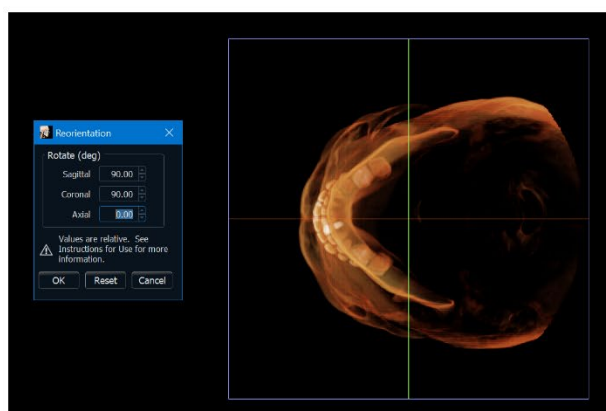 Reorientation
Rotate (deg)
Sagittal 90.00
Coronal 90.00
Axial 0.00
Values are relative. See
Instructions for Use for more
information.
OK Reset Cancel